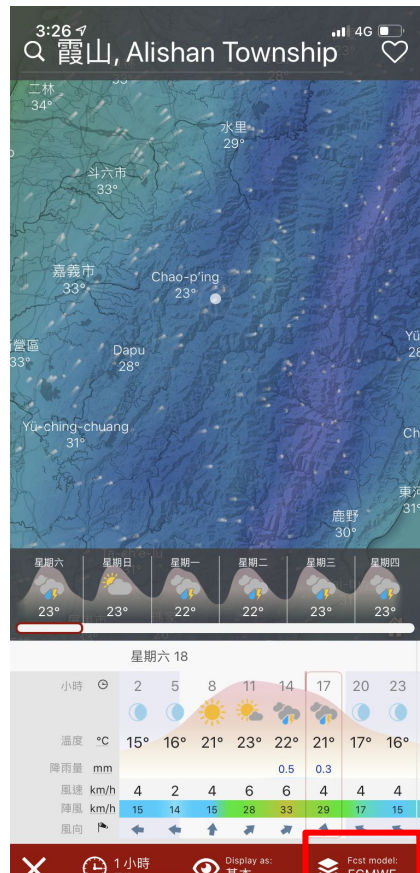 3:26
4G
霞山, Alishan Township
二林
34°
33°
水里
29°
斗六市
33°
嘉義市
33°
Chao-p'ing
23°
33°
Dapu
28°
Yü-ching-chuang
31°
鹿野
30°
31°
星期六 星期日 星期一 星期二 星期三 星期四
23° 23° 22° 22° 23° 23°
星期六 18
小時 2 5 8 11 14 17 20 23
溫度 °C 15° 16° 21° 23° 22° 21° 17° 16°
降雨量 mm 0.5 0.3
風速 km/h 4 2 4 6 6 4 4 4
陣風 km/h 15 14 15 28 33 29 17 15
風向
1 小時
Display as:
基本
Fcst model:
ECMWF